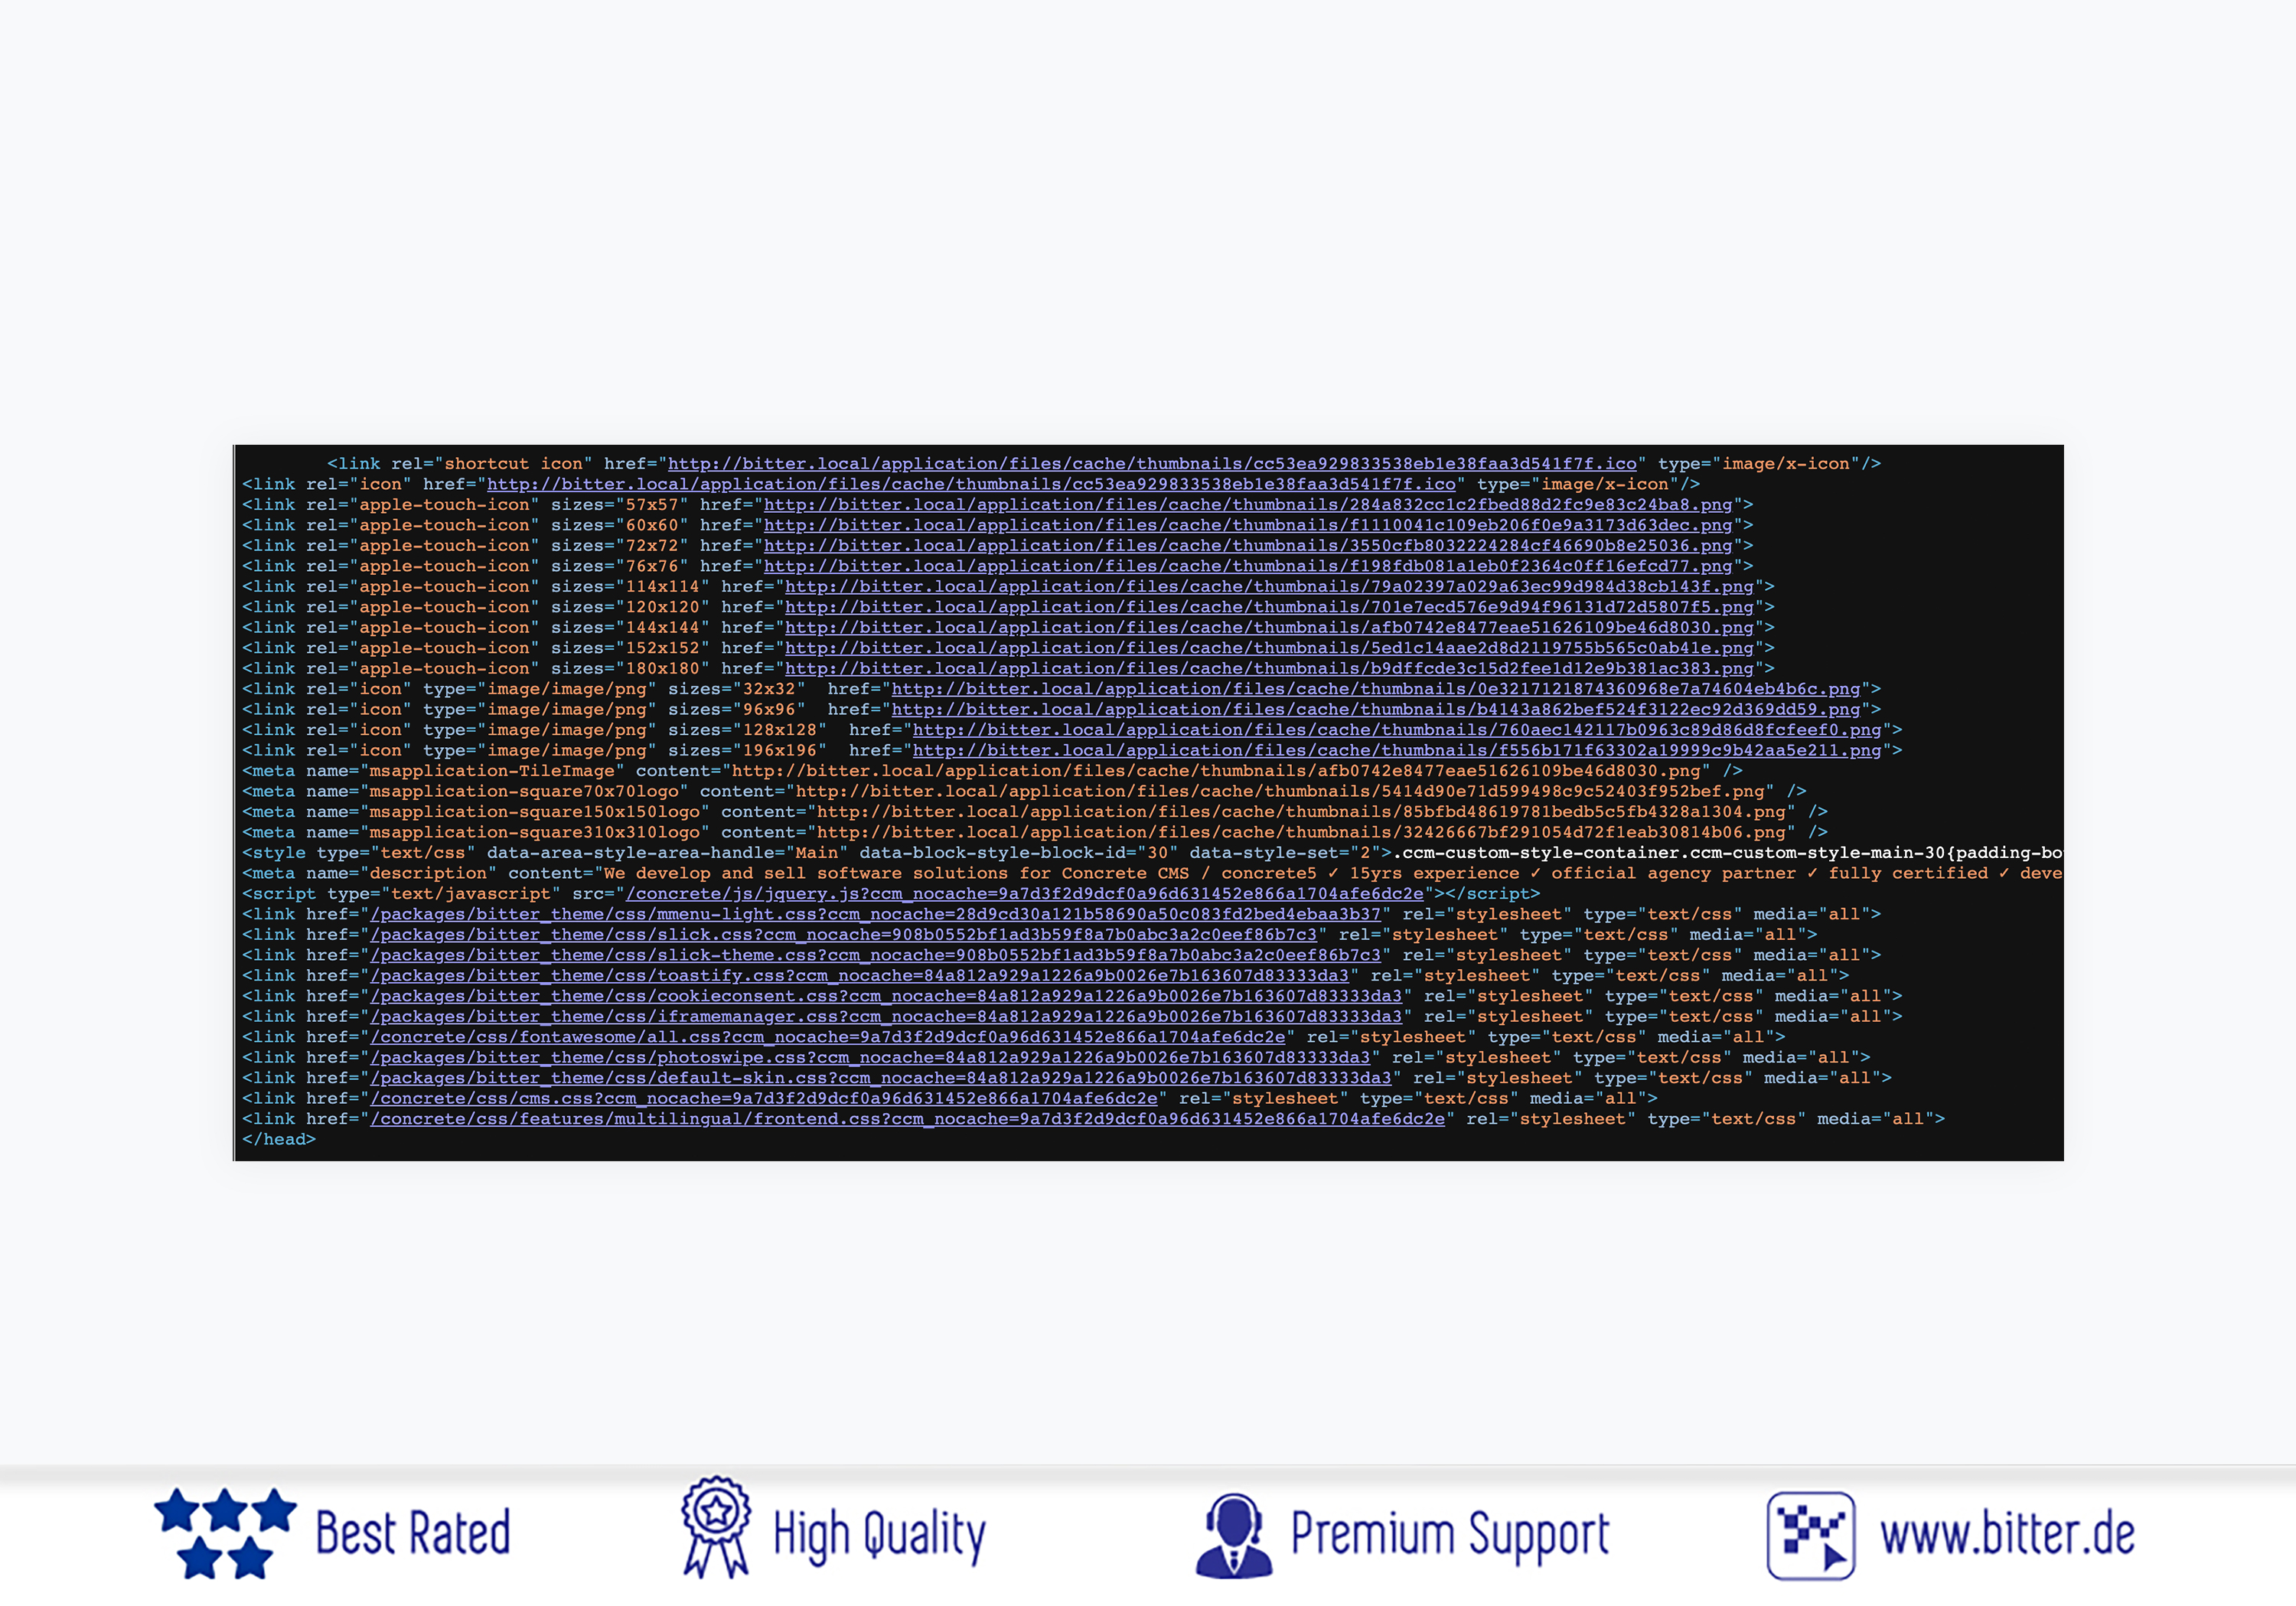 <link rel="shortcut icon" href="http://bitter.local/application/files/cache/thumbnails/cc53ea929833538eb1e38faa3d541f7f.ico" type="image/x-icon"/>
<link rel="icon" href="http://bitter.local/application/files/cache/thumbnails/cc53ea929833538eb1e38faa3d541f7f.ico" type="image/x-icon"/>
<link rel="apple-touch-icon" sizes="57x57" href="http://bitter.local/application/files/cache/thumbnails/284a832cc1c2fbed88d2fc9e83c24ba8.png">
<link rel="apple-touch-icon" sizes="60x60" href="http://bitter.local/application/files/cache/thumbnails/f1110041c109eb206f0e9a3173d63dec.png">
<link rel="apple-touch-icon" sizes="72x72" href="http://bitter.local/application/files/cache/thumbnails/3550cfb8032224284cf46690b8e25036.png">
<link rel="apple-touch-icon" sizes="76x76" href="http://bitter.local/application/files/cache/thumbnails/f198fdb081a1eb0f2364c0ff16efcd77.png">
<link rel="apple-touch-icon" sizes="114x114" href="http://bitter.local/application/files/cache/thumbnails/79a02397a029a63ec99d984d38cb143f.png">
<link rel="apple-touch-icon" sizes="120x120" href="http://bitter.local/application/files/cache/thumbnails/701e7ecd576e9d94f96131d72d5807f5.png">
<link rel="apple-touch-icon" sizes="144x144" href="http://bitter.local/application/files/cache/thumbnails/afb0742e8477eae51626109be46d8030.png">
<link rel="apple-touch-icon" sizes="152x152" href="http://bitter.local/application/files/cache/thumbnails/5ed1c14aae2d8d2119755b565c0ab41e.png">
<link rel="apple-touch-icon" sizes="180x180" href="http://bitter.local/application/files/cache/thumbnails/b9dffcde3c15d2fee1d12e9b381ac383.png">
<link rel="icon" type="image/image/png" sizes="32x32"  href="http://bitter.local/application/files/cache/thumbnails/0e3217121874360968e7a74604eb4b6c.png">
<link rel="icon" type="image/image/png" sizes="96x96"  href="http://bitter.local/application/files/cache/thumbnails/b4143a862bef524f3122ec92d369dd59.png">
<link rel="icon" type="image/image/png" sizes="128x128"  href="http://bitter.local/application/files/cache/thumbnails/760aec142117b0963c89d86d8fcfeef0.png">
<link rel="icon" type="image/image/png" sizes="196x196"  href="http://bitter.local/application/files/cache/thumbnails/f556b171f63302a19999c9b42aa5e211.png">
<meta name="msapplication-TileImage" content="http://bitter.local/application/files/cache/thumbnails/afb0742e8477eae51626109be46d8030.png" />
<meta name="msapplication-square70x70logo" content="http://bitter.local/application/files/cache/thumbnails/5414d90e71d599498c9c52403f952bef.png" />
<meta name="msapplication-square150x150logo" content="http://bitter.local/application/files/cache/thumbnails/85bfbd48619781bedb5c5fb4328a1304.png" />
<meta name="msapplication-square310x310logo" content="http://bitter.local/application/files/cache/thumbnails/32426667bf291054d72f1eab30814b06.png" />
<style type="text/css" data-area-style-area-handle="Main" data-block-style-block-id="30" data-style-set="2">.ccm-custom-style-container.ccm-custom-style-main-30{padding-bo
<meta name="description" content="We develop and sell software solutions for Concrete CMS / concrete5 ✓ 15yrs experience ✓ official agency partner ✓ fully certified ✓ deve
<script type="text/javascript" src="/concrete/js/jquery.js?ccm_nocache=9a7d3f2d9dcf0a96d631452e866a1704afe6dc2e"></script>
<link href="/packages/bitter_theme/css/mmenu-light.css?ccm_nocache=28d9cd30a121b58690a50c083fd2bed4ebaa3b37" rel="stylesheet" type="text/css" media="all">
<link href="/packages/bitter_theme/css/slick.css?ccm_nocache=908b0552bf1ad3b59f8a7b0abc3a2c0eef86b7c3" rel="stylesheet" type="text/css" media="all">
<link href="/packages/bitter_theme/css/slick-theme.css?ccm_nocache=908b0552bf1ad3b59f8a7b0abc3a2c0eef86b7c3" rel="stylesheet" type="text/css" media="all">
<link href="/packages/bitter_theme/css/toastify.css?ccm_nocache=84a812a929a1226a9b0026e7b163607d83333da3" rel="stylesheet" type="text/css" media="all">
<link href="/packages/bitter_theme/css/cookieconsent.css?ccm_nocache=84a812a929a1226a9b0026e7b163607d83333da3" rel="stylesheet" type="text/css" media="all">
<link href="/packages/bitter_theme/css/iframemanager.css?ccm_nocache=84a812a929a1226a9b0026e7b163607d83333da3" rel="stylesheet" type="text/css" media="all">
<link href="/concrete/css/fontawesome/all.css?ccm_nocache=9a7d3f2d9dcf0a96d631452e866a1704afe6dc2e" rel="stylesheet" type="text/css" media="all">
<link href="/packages/bitter_theme/css/photoswipe.css?ccm_nocache=84a812a929a1226a9b0026e7b163607d83333da3" rel="stylesheet" type="text/css" media="all">
<link href="/packages/bitter_theme/css/default-skin.css?ccm_nocache=84a812a929a1226a9b0026e7b163607d83333da3" rel="stylesheet" type="text/css" media="all">
<link href="/concrete/css/cms.css?ccm_nocache=9a7d3f2d9dcf0a96d631452e866a1704afe6dc2e" rel="stylesheet" type="text/css" media="all">
<link href="/concrete/css/features/multilingual/frontend.css?ccm_nocache=9a7d3f2d9dcf0a96d631452e866a1704afe6dc2e" rel="stylesheet" type="text/css" media="all">
</head>
Best Rated
High Quality
Premium Support
www.bitter.de